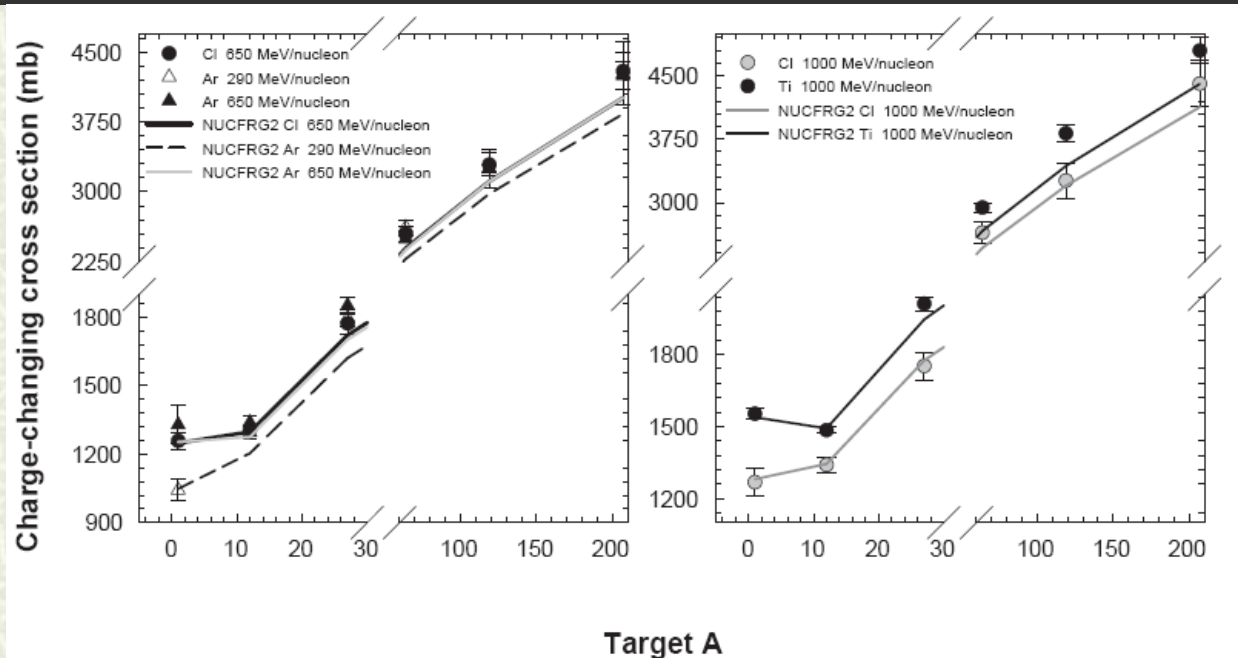 Charge-changing cross section (mb)
4500
3750
3000
2250
1800
1500
1200
900
Cl 650 MeV/nucleon
Ar 290 MeV/nucleon
Ar 650 MeV/nucleon
NUCFRG2 Cl 650 MeV/nucleon
NUCFRG2 Ar 290 MeV/nucleon
NUCFRG2 Ar 650 MeV/nucleon
0 10 20 30 100 150 200
4500
3750
3000
1800
1500
1200
Cl 1000 MeV/nucleon
Ti 1000 MeV/nucleon
NUCFRG2 Cl 1000 MeV/nucleon
NUCFRG2 Ti 1000 MeV/nucleon
0 10 20 30 100 150 200
Target A